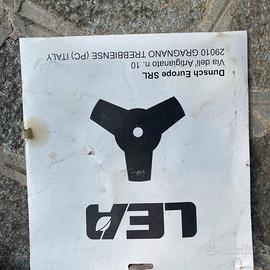 LEA
Dunsch Europe SRL
Via dell'Artigianato n. 10
29010 GRAGNANO TREBBIENSE (PC) ITALY